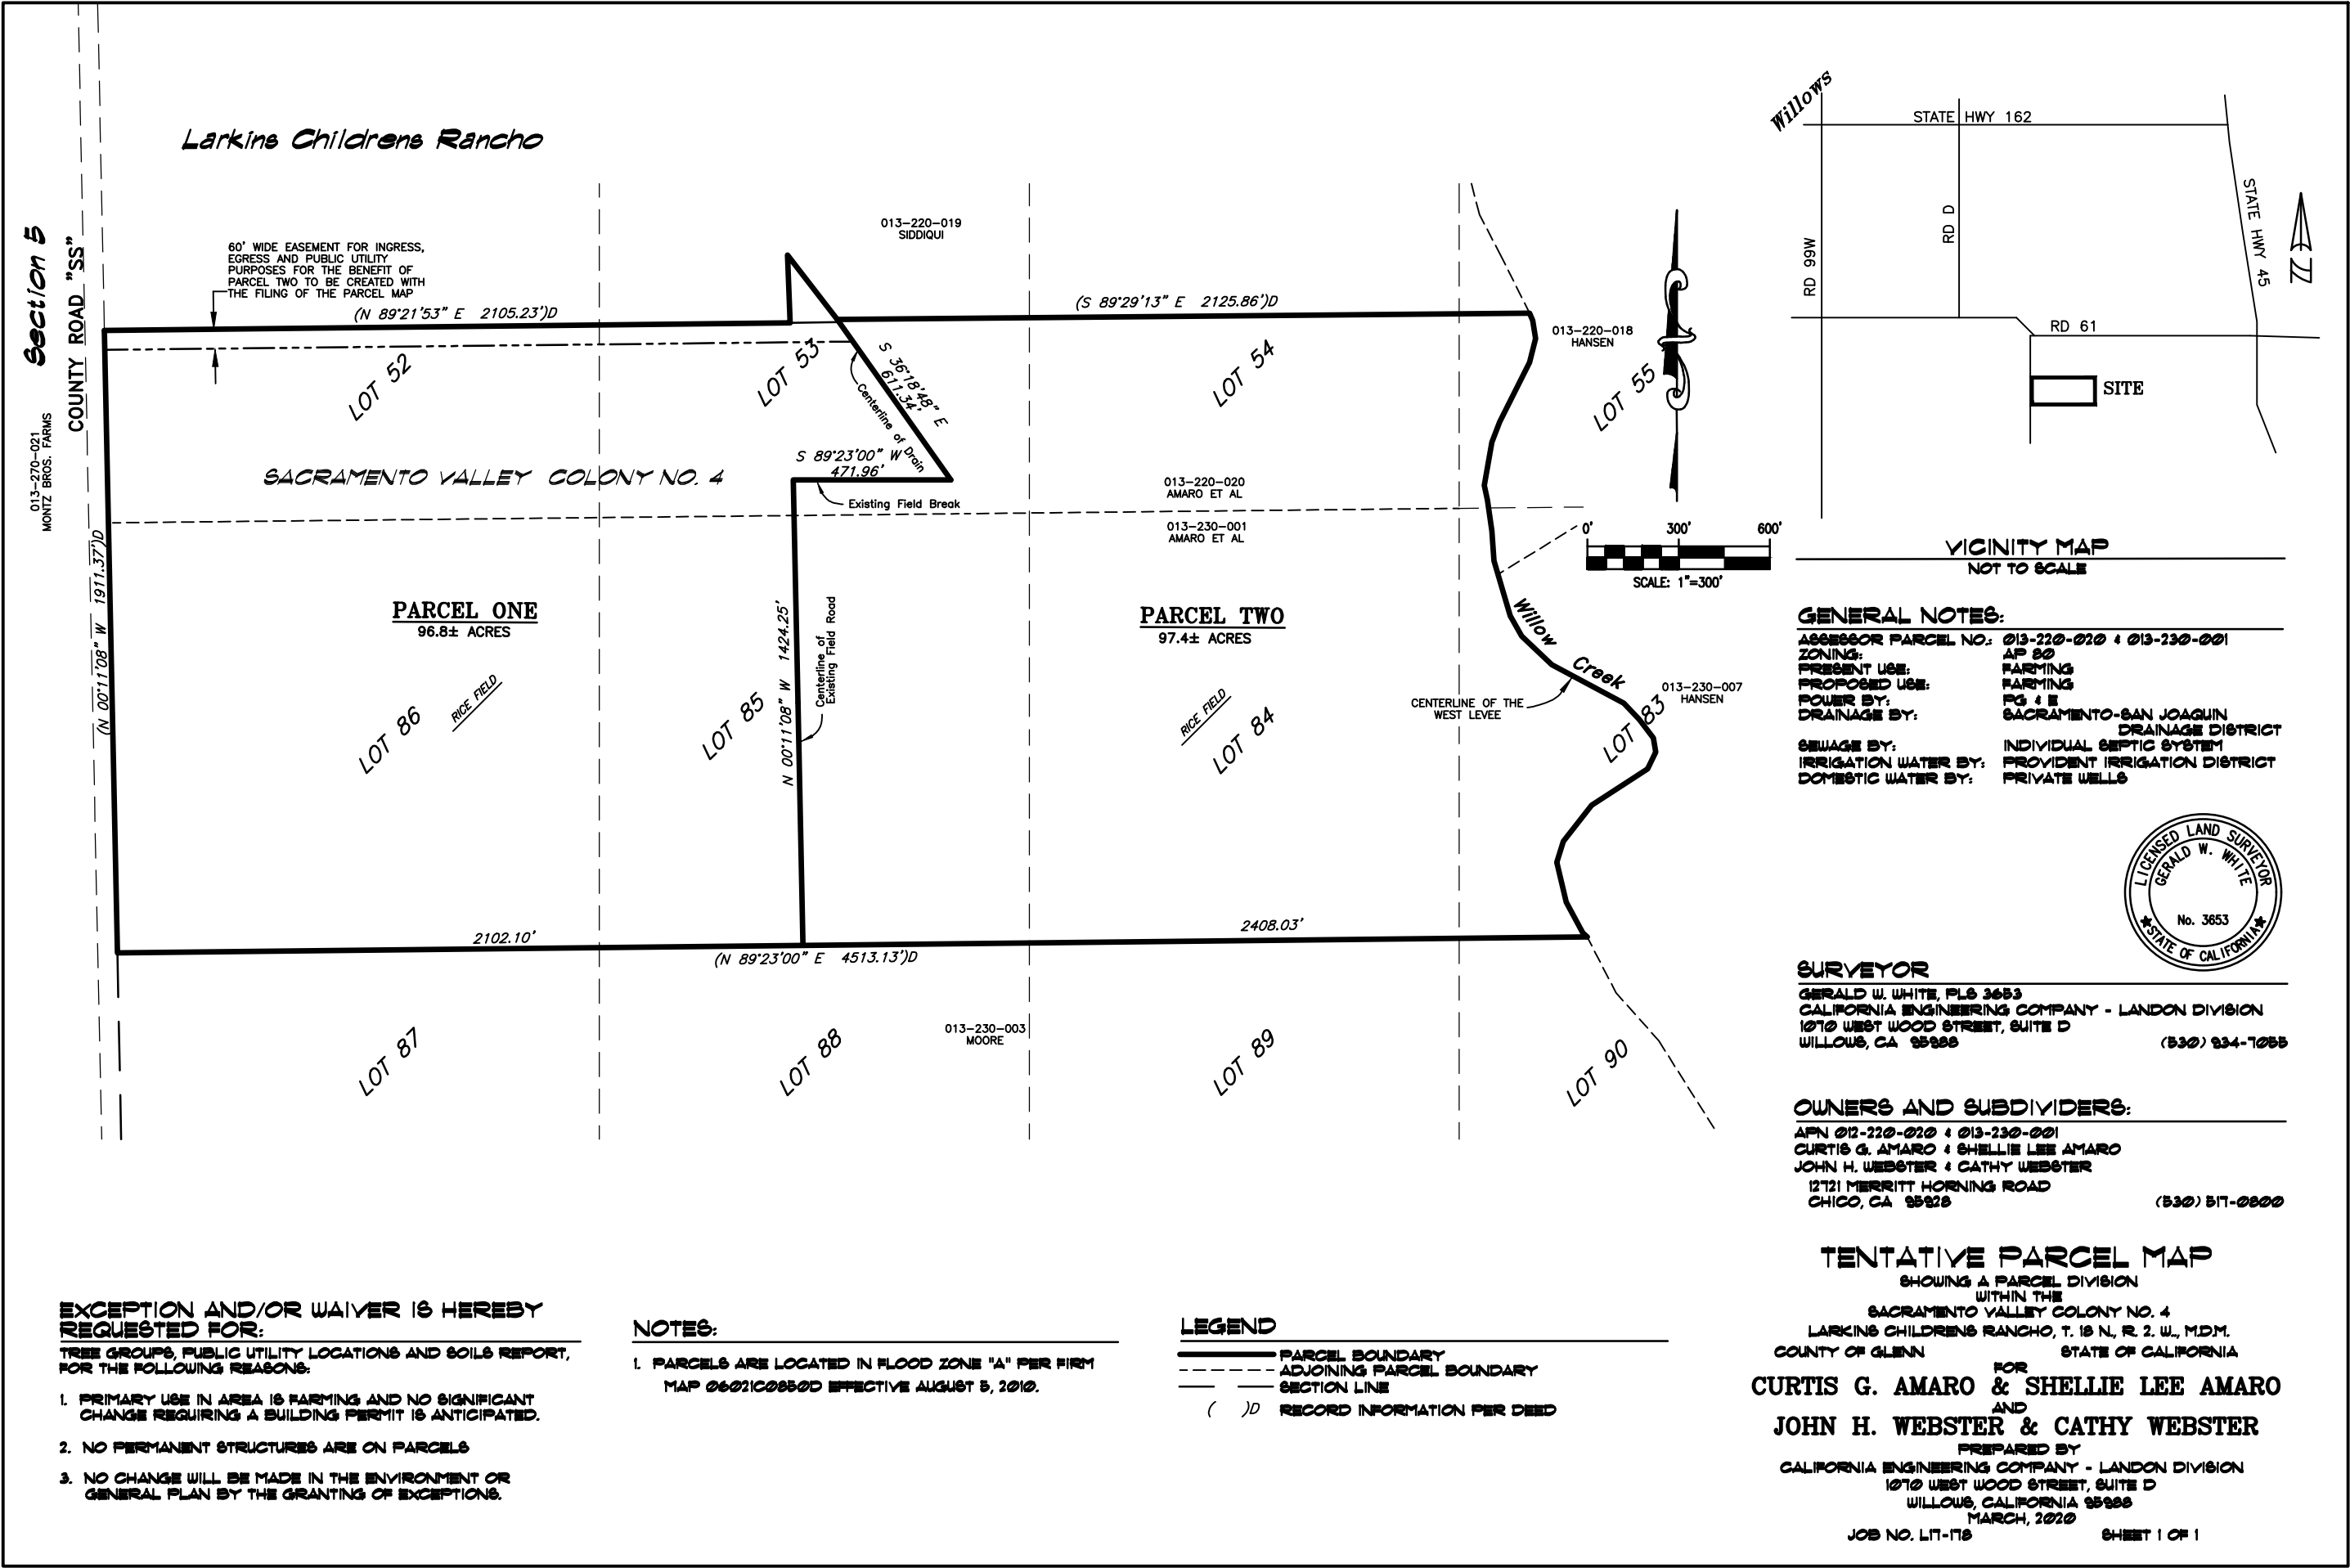 Larkins Childrens Rancho
Section 5
COUNTY ROAD "SS"
013-270-021
MONTZ BROS. FARMS
60' WIDE EASEMENT FOR INGRESS,
EGRESS AND PUBLIC UTILITY
PURPOSES FOR THE BENEFIT OF
PARCEL TWO TO BE CREATED WITH
THE FILING OF THE PARCEL MAP
(N 89°21'53" E 2105.23')D
013-220-019
SIDDIQUI
(S 89°29'13" E 2125.86')D
013-220-018
HANSEN
LOT 52
LOT 53
LOT 54
LOT 55
S 36°18'48" E
611.34'
Centerline of Drain
S 89°23'00" W
471.96'
Existing Field Break
SACRAMENTO VALLEY COLONY NO. 4
013-220-020
AMARO ET AL
013-230-001
AMARO ET AL
(N 00°11'08" W 1911.37')D
PARCEL ONE
96.8± ACRES
N 00°11'08" W 1424.25'
Centerline of
Existing Field Road
PARCEL TWO
97.4± ACRES
Willow Creek
CENTERLINE OF THE
WEST LEVEE
013-230-007
HANSEN
RICE FIELD
RICE FIELD
LOT 86
LOT 85
LOT 84
LOT 83
2102.10'
2408.03'
(N 89°23'00" E 4513.13')D
013-230-003
MOORE
LOT 87
LOT 88
LOT 89
LOT 90
0' 300' 600'
SCALE: 1"=300'
Willows
STATE HWY 162
RD 99W
RD D
STATE HWY 45
RD 61
SITE
N
VICINITY MAP
NOT TO SCALE
GENERAL NOTES:
ASSESSOR PARCEL NO.: 013-220-020 & 013-230-001
ZONING: AP 80
PRESENT USE: FARMING
PROPOSED USE: FARMING
POWER BY: PG & E
DRAINAGE BY: SACRAMENTO-SAN JOAQUIN
DRAINAGE DISTRICT
SEWAGE BY: INDIVIDUAL SEPTIC SYSTEM
IRRIGATION WATER BY: PROVIDENT IRRIGATION DISTRICT
DOMESTIC WATER BY: PRIVATE WELLS
LICENSED LAND SURVEYOR
GERALD W. WHITE
No. 3653
STATE OF CALIFORNIA
SURVEYOR
GERALD W. WHITE, PLS 3653
CALIFORNIA ENGINEERING COMPANY - LANDON DIVISION
1070 WEST WOOD STREET, SUITE D
WILLOWS, CA 95988 (530) 934-7055
OWNERS AND SUBDIVIDERS:
APN 012-220-020 & 013-230-001
CURTIS G. AMARO & SHELLIE LEE AMARO
JOHN H. WEBSTER & CATHY WEBSTER
12721 MERRITT HORNING ROAD
CHICO, CA 95928 (530) 517-0800
TENTATIVE PARCEL MAP
SHOWING A PARCEL DIVISION
WITHIN THE
SACRAMENTO VALLEY COLONY NO. 4
LARKINS CHILDRENS RANCHO, T. 18 N., R. 2. W., M.D.M.
COUNTY OF GLENN STATE OF CALIFORNIA
FOR
CURTIS G. AMARO & SHELLIE LEE AMARO
AND
JOHN H. WEBSTER & CATHY WEBSTER
PREPARED BY
CALIFORNIA ENGINEERING COMPANY - LANDON DIVISION
1070 WEST WOOD STREET, SUITE D
WILLOWS, CALIFORNIA 95988
MARCH, 2020
JOB NO. L17-178 SHEET 1 OF 1
EXCEPTION AND/OR WAIVER IS HEREBY
REQUESTED FOR:
TREE GROUPS, PUBLIC UTILITY LOCATIONS AND SOILS REPORT,
FOR THE FOLLOWING REASONS:
1. PRIMARY USE IN AREA IS FARMING AND NO SIGNIFICANT
CHANGE REQUIRING A BUILDING PERMIT IS ANTICIPATED.
2. NO PERMANENT STRUCTURES ARE ON PARCELS
3. NO CHANGE WILL BE MADE IN THE ENVIRONMENT OR
GENERAL PLAN BY THE GRANTING OF EXCEPTIONS.
NOTES:
1. PARCELS ARE LOCATED IN FLOOD ZONE "A" PER FIRM
MAP 06021C0850D EFFECTIVE AUGUST 5, 2010.
LEGEND
PARCEL BOUNDARY
ADJOINING PARCEL BOUNDARY
SECTION LINE
( )D RECORD INFORMATION PER DEED